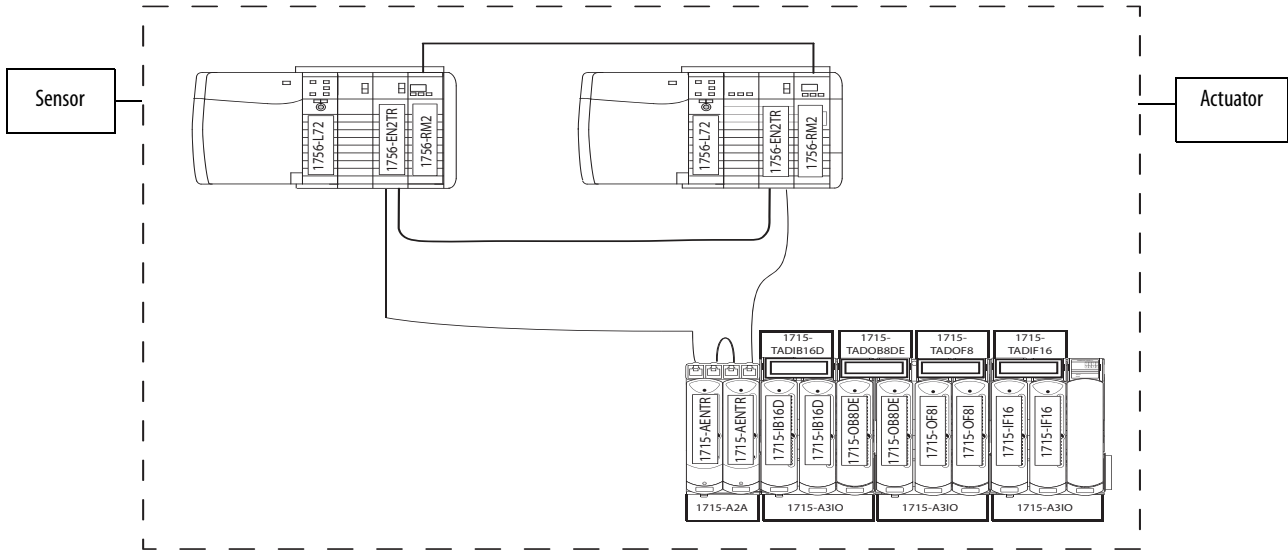 Sensor
Actuator
1756-L72
1756-EN2TR
1756-RM2
1756-L72
1756-EN2TR
1756-RM2
1715-
TADIB16D
1715-
TADOB8DE
1715-
TADOF8
1715-
TADIF16
1715-AENTR
1715-AENTR
1715-IB16D
1715-IB16D
1715-OB8DE
1715-OB8DE
1715-OF8I
1715-OF8I
1715-IF16
1715-IF16
1715-A2A
1715-A3IO
1715-A3IO
1715-A3IO